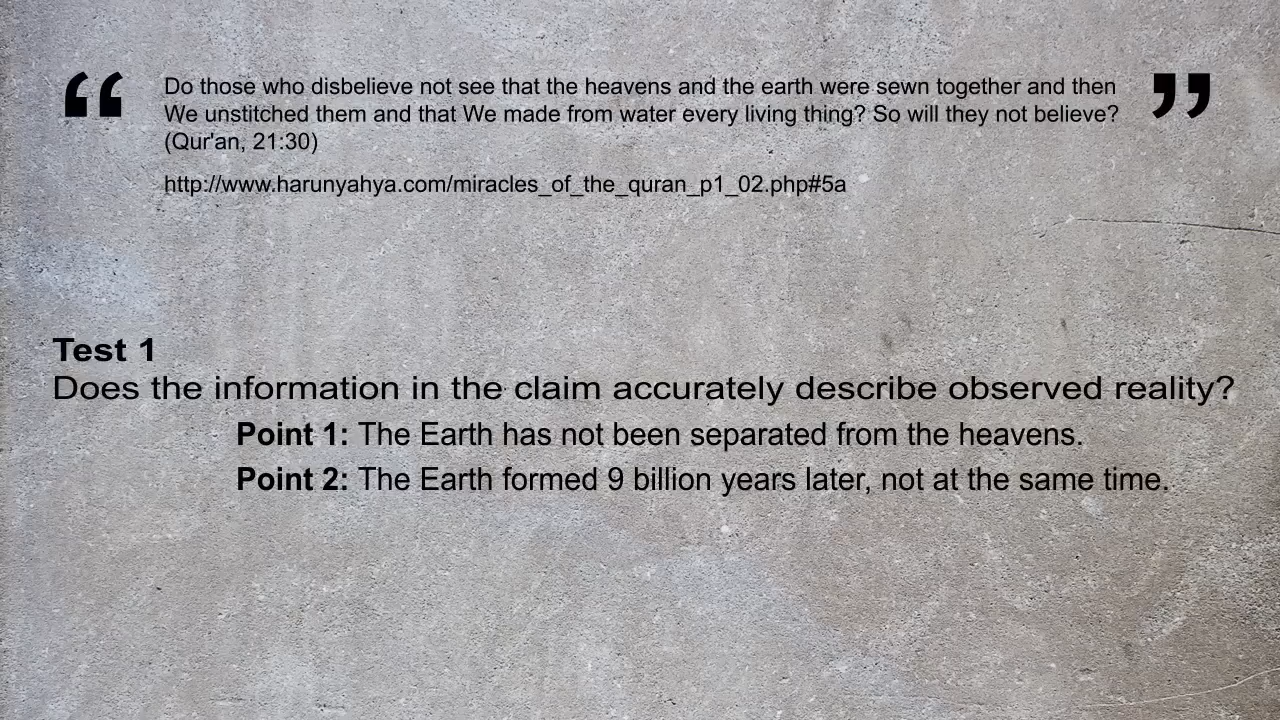 “ Do those who disbelieve not see that the heavens and the earth were sewn together and then ”
We unstitched them and that We made from water every living thing? So will they not believe?
(Qur'an, 21:30)
http://www.harunyahya.com/miracles_of_the_quran_p1_02.php#5a
Test 1
Does the information in the claim accurately describe observed reality?
Point 1: The Earth has not been separated from the heavens.
Point 2: The Earth formed 9 billion years later, not at the same time.